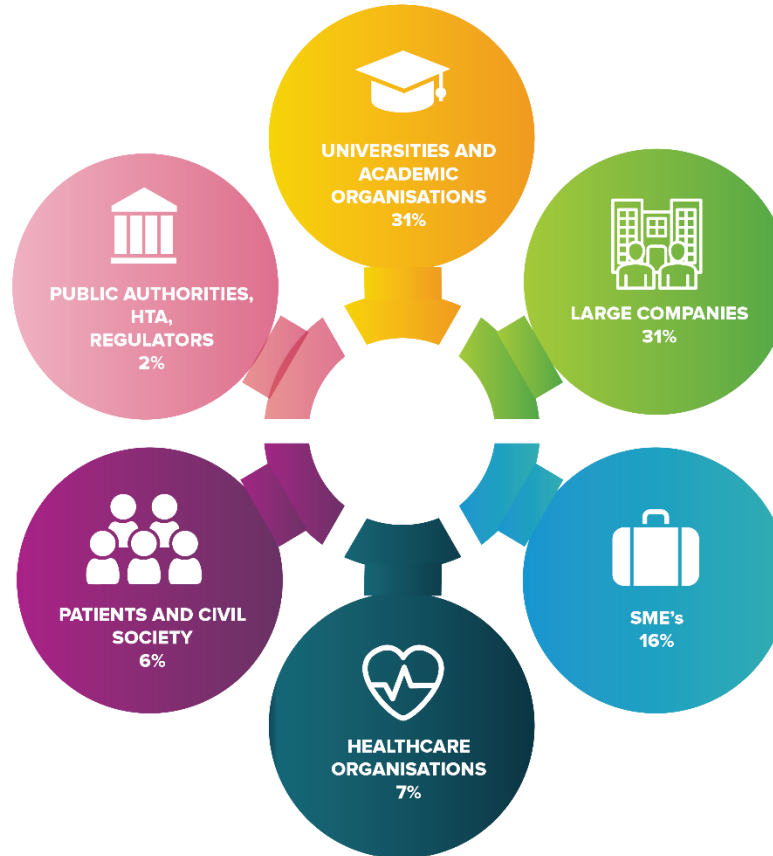 UNIVERSITIES AND
ACADEMIC
ORGANISATIONS
31%
LARGE COMPANIES
31%
SME's
16%
HEALTHCARE
ORGANISATIONS
7%
PATIENTS AND CIVIL
SOCIETY
6%
PUBLIC AUTHORITIES,
HTA,
REGULATORS
2%